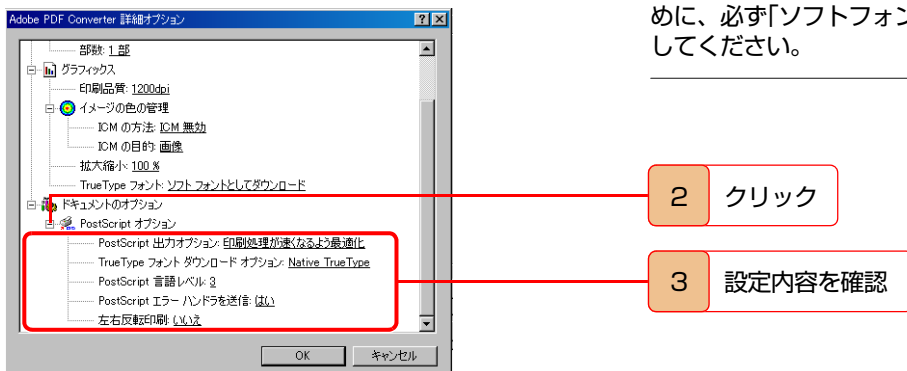 Adobe PDF Converter 詳細オプション
部数: 1 部
グラフィックス
印刷品質: 1200dpi
イメージの色の管理
ICM の方法: ICM 無効
ICM の目的: 画像
拡大縮小: 100 %
TrueType フォント: ソフト フォントとしてダウンロード
ドキュメントのオプション
PostScript オプション
PostScript 出力オプション: 印刷処理が速くなるよう最適化
TrueType フォント ダウンロード オプション: Native TrueType
PostScript 言語レベル: 3
PostScript エラー ハンドラを送信: はい
左右反転印刷: いいえ
OK
キャンセル
めに、必ず「ソフトフォン
してください。
2 クリック
3 設定内容を確認